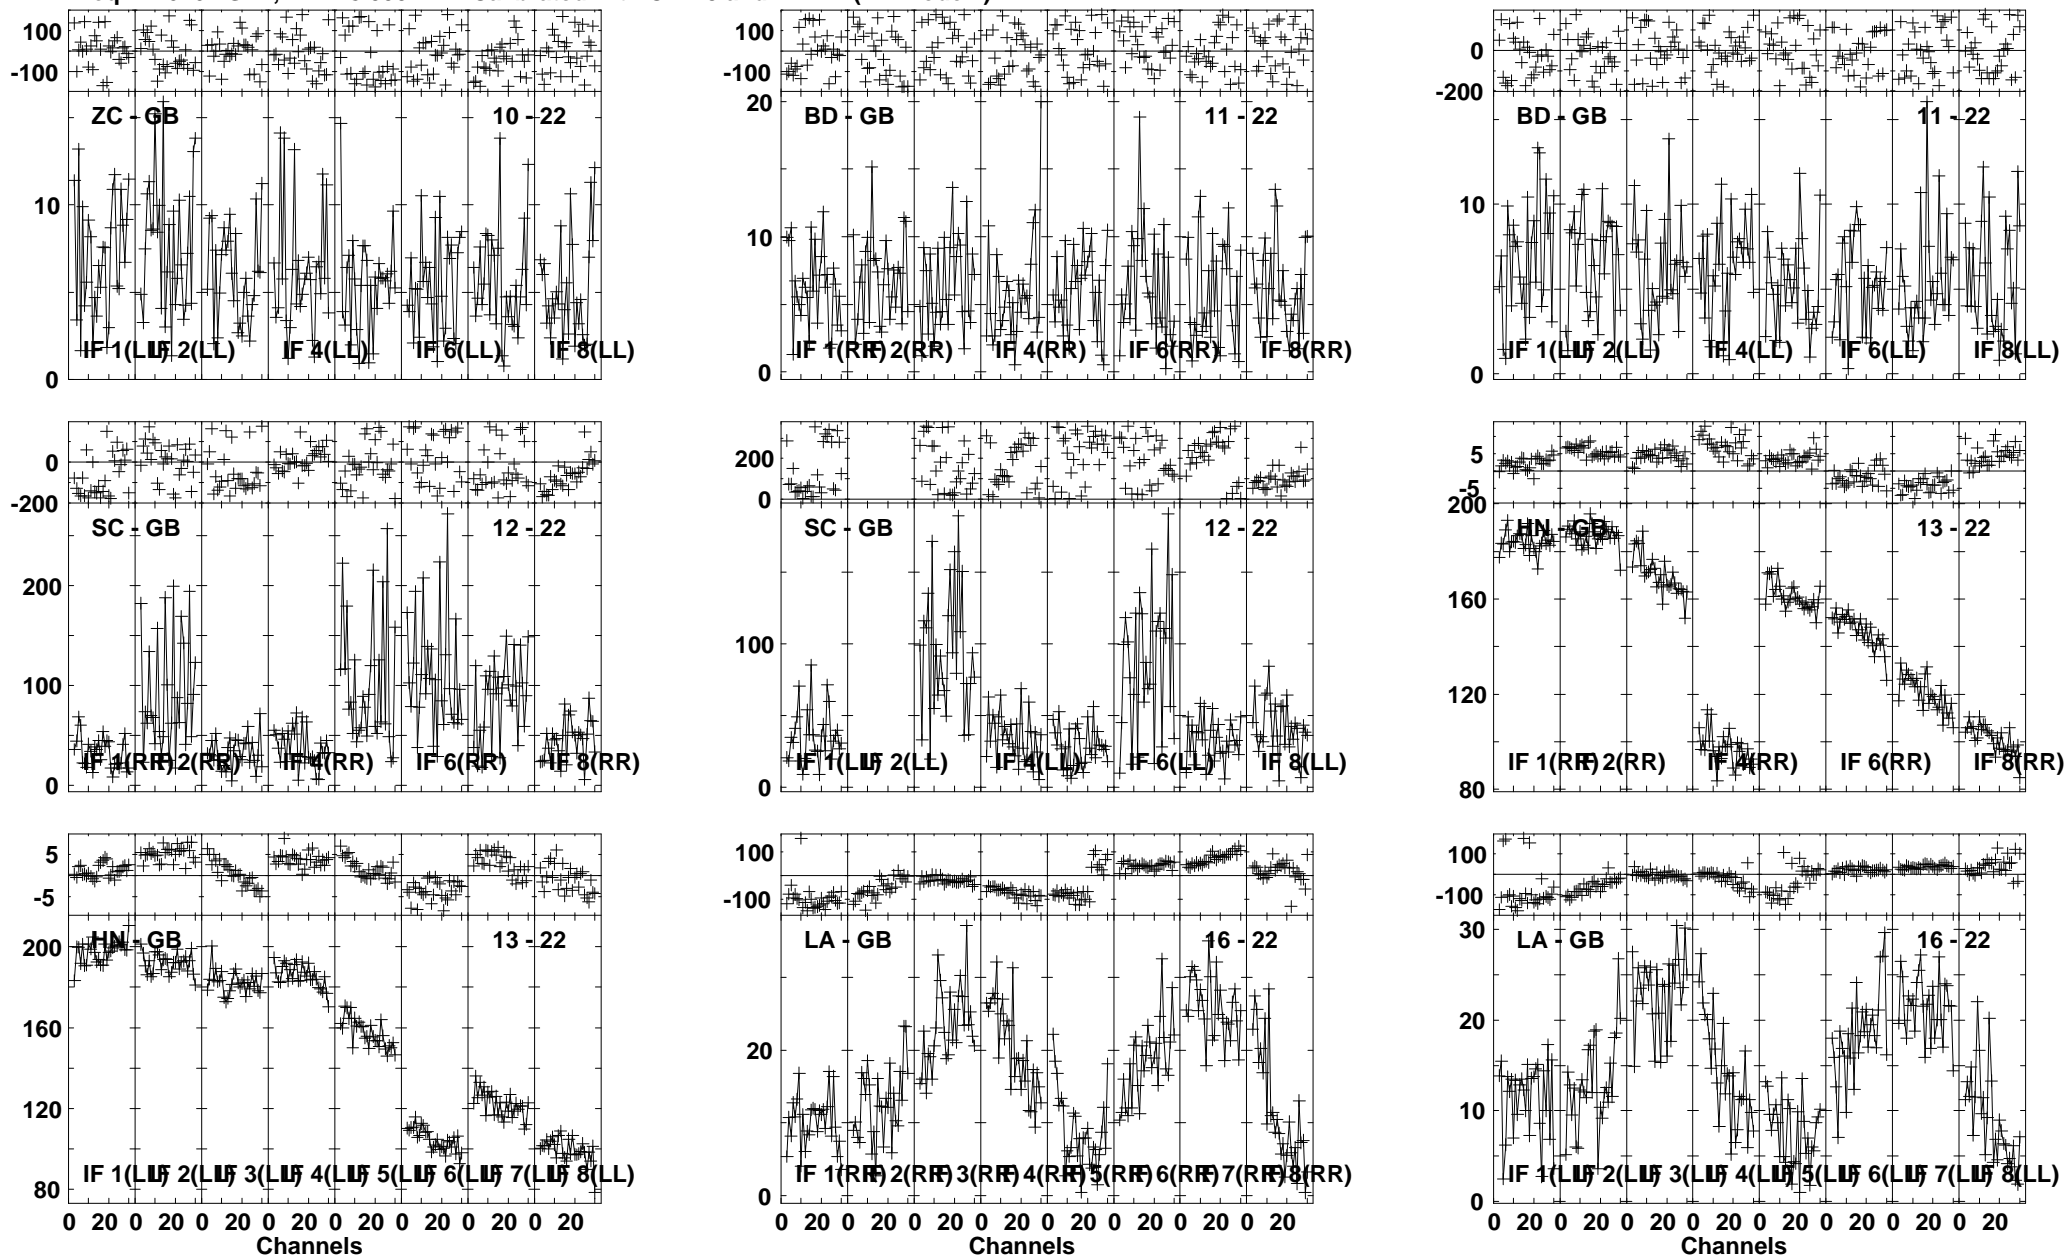 100
-100
ZC - GB 10 - 22
10
0
IF 1(LL) IF 2(LL) IF 4(LL) IF 6(LL) IF 8(LL)
100
-100
20
BD - GB 11 - 22
10
0
IF 1(RR) IF 2(RR) IF 4(RR) IF 6(RR) IF 8(RR)
0
-200
BD - GB 11 - 22
10
0
IF 1(LL) IF 2(LL) IF 4(LL) IF 6(LL) IF 8(LL)
0
-200
SC - GB 12 - 22
200
100
0
IF 1(RR) IF 2(RR) IF 4(RR) IF 6(RR) IF 8(RR)
200
0
SC - GB 12 - 22
100
0
IF 1(LL) IF 2(LL) IF 4(LL) IF 6(LL) IF 8(LL)
5
-5
200
HN - GB 13 - 22
160
120
80
IF 1(RR) IF 2(RR) IF 4(RR) IF 6(RR) IF 8(RR)
5
-5
HN - GB 13 - 22
200
160
120
80
IF 1(LL) IF 2(LL) IF 3(LL) IF 4(LL) IF 5(LL) IF 6(LL) IF 7(LL) IF 8(LL)
0 20 0 20 0 20 0 20 0 20 0 20 0 20 0 20
Channels
100
-100
LA - GB 16 - 22
20
0
IF 1(RR) IF 2(RR) IF 3(RR) IF 4(RR) IF 5(RR) IF 6(RR) IF 7(RR) IF 8(RR)
0 20 0 20 0 20 0 20 0 20 0 20 0 20 0 20
Channels
100
-100
30
LA - GB 16 - 22
20
10
0
IF 1(LL) IF 2(LL) IF 3(LL) IF 4(LL) IF 5(LL) IF 6(LL) IF 7(LL) IF 8(LL)
0 20 0 20 0 20 0 20 0 20 0 20 0 20 0 20
Channels